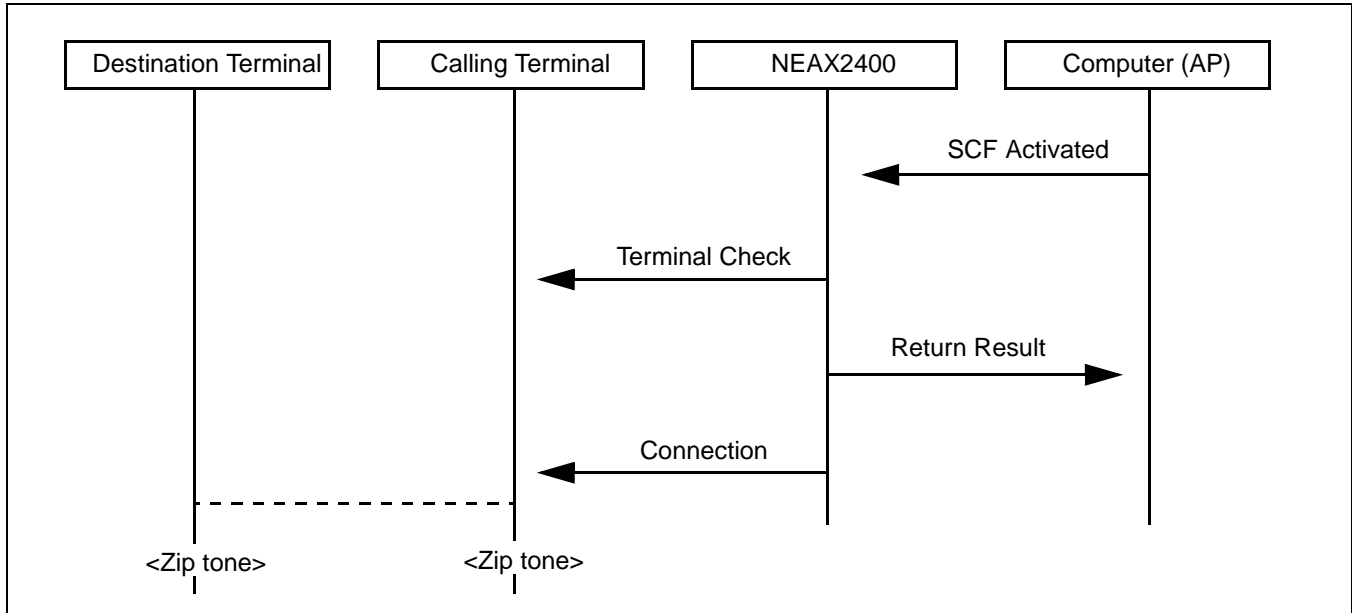 Destination Terminal
Calling Terminal
NEAX2400
Computer (AP)
SCF Activated
Terminal Check
Return Result
Connection
<Zip tone>
<Zip tone>